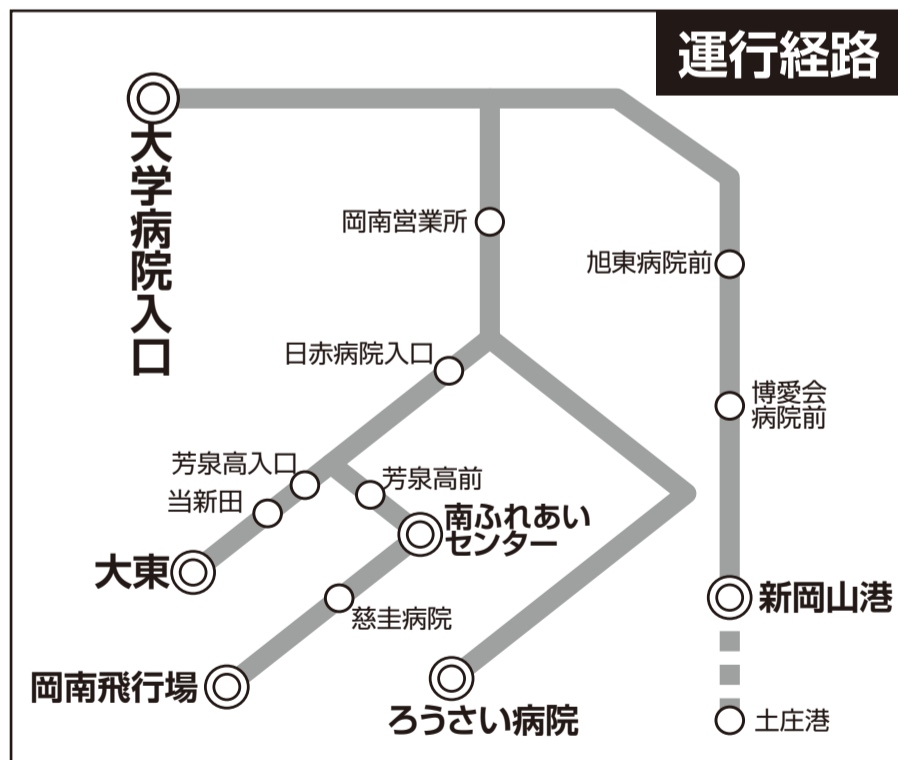 運行経路
大学病院入口
岡南営業所
旭東病院前
日赤病院入口
博愛会
病院前
芳泉高入口
芳泉高前
当新田
南ふれあい
センター
大東
慈圭病院
新岡山港
岡南飛行場
ろうさい病院
土庄港